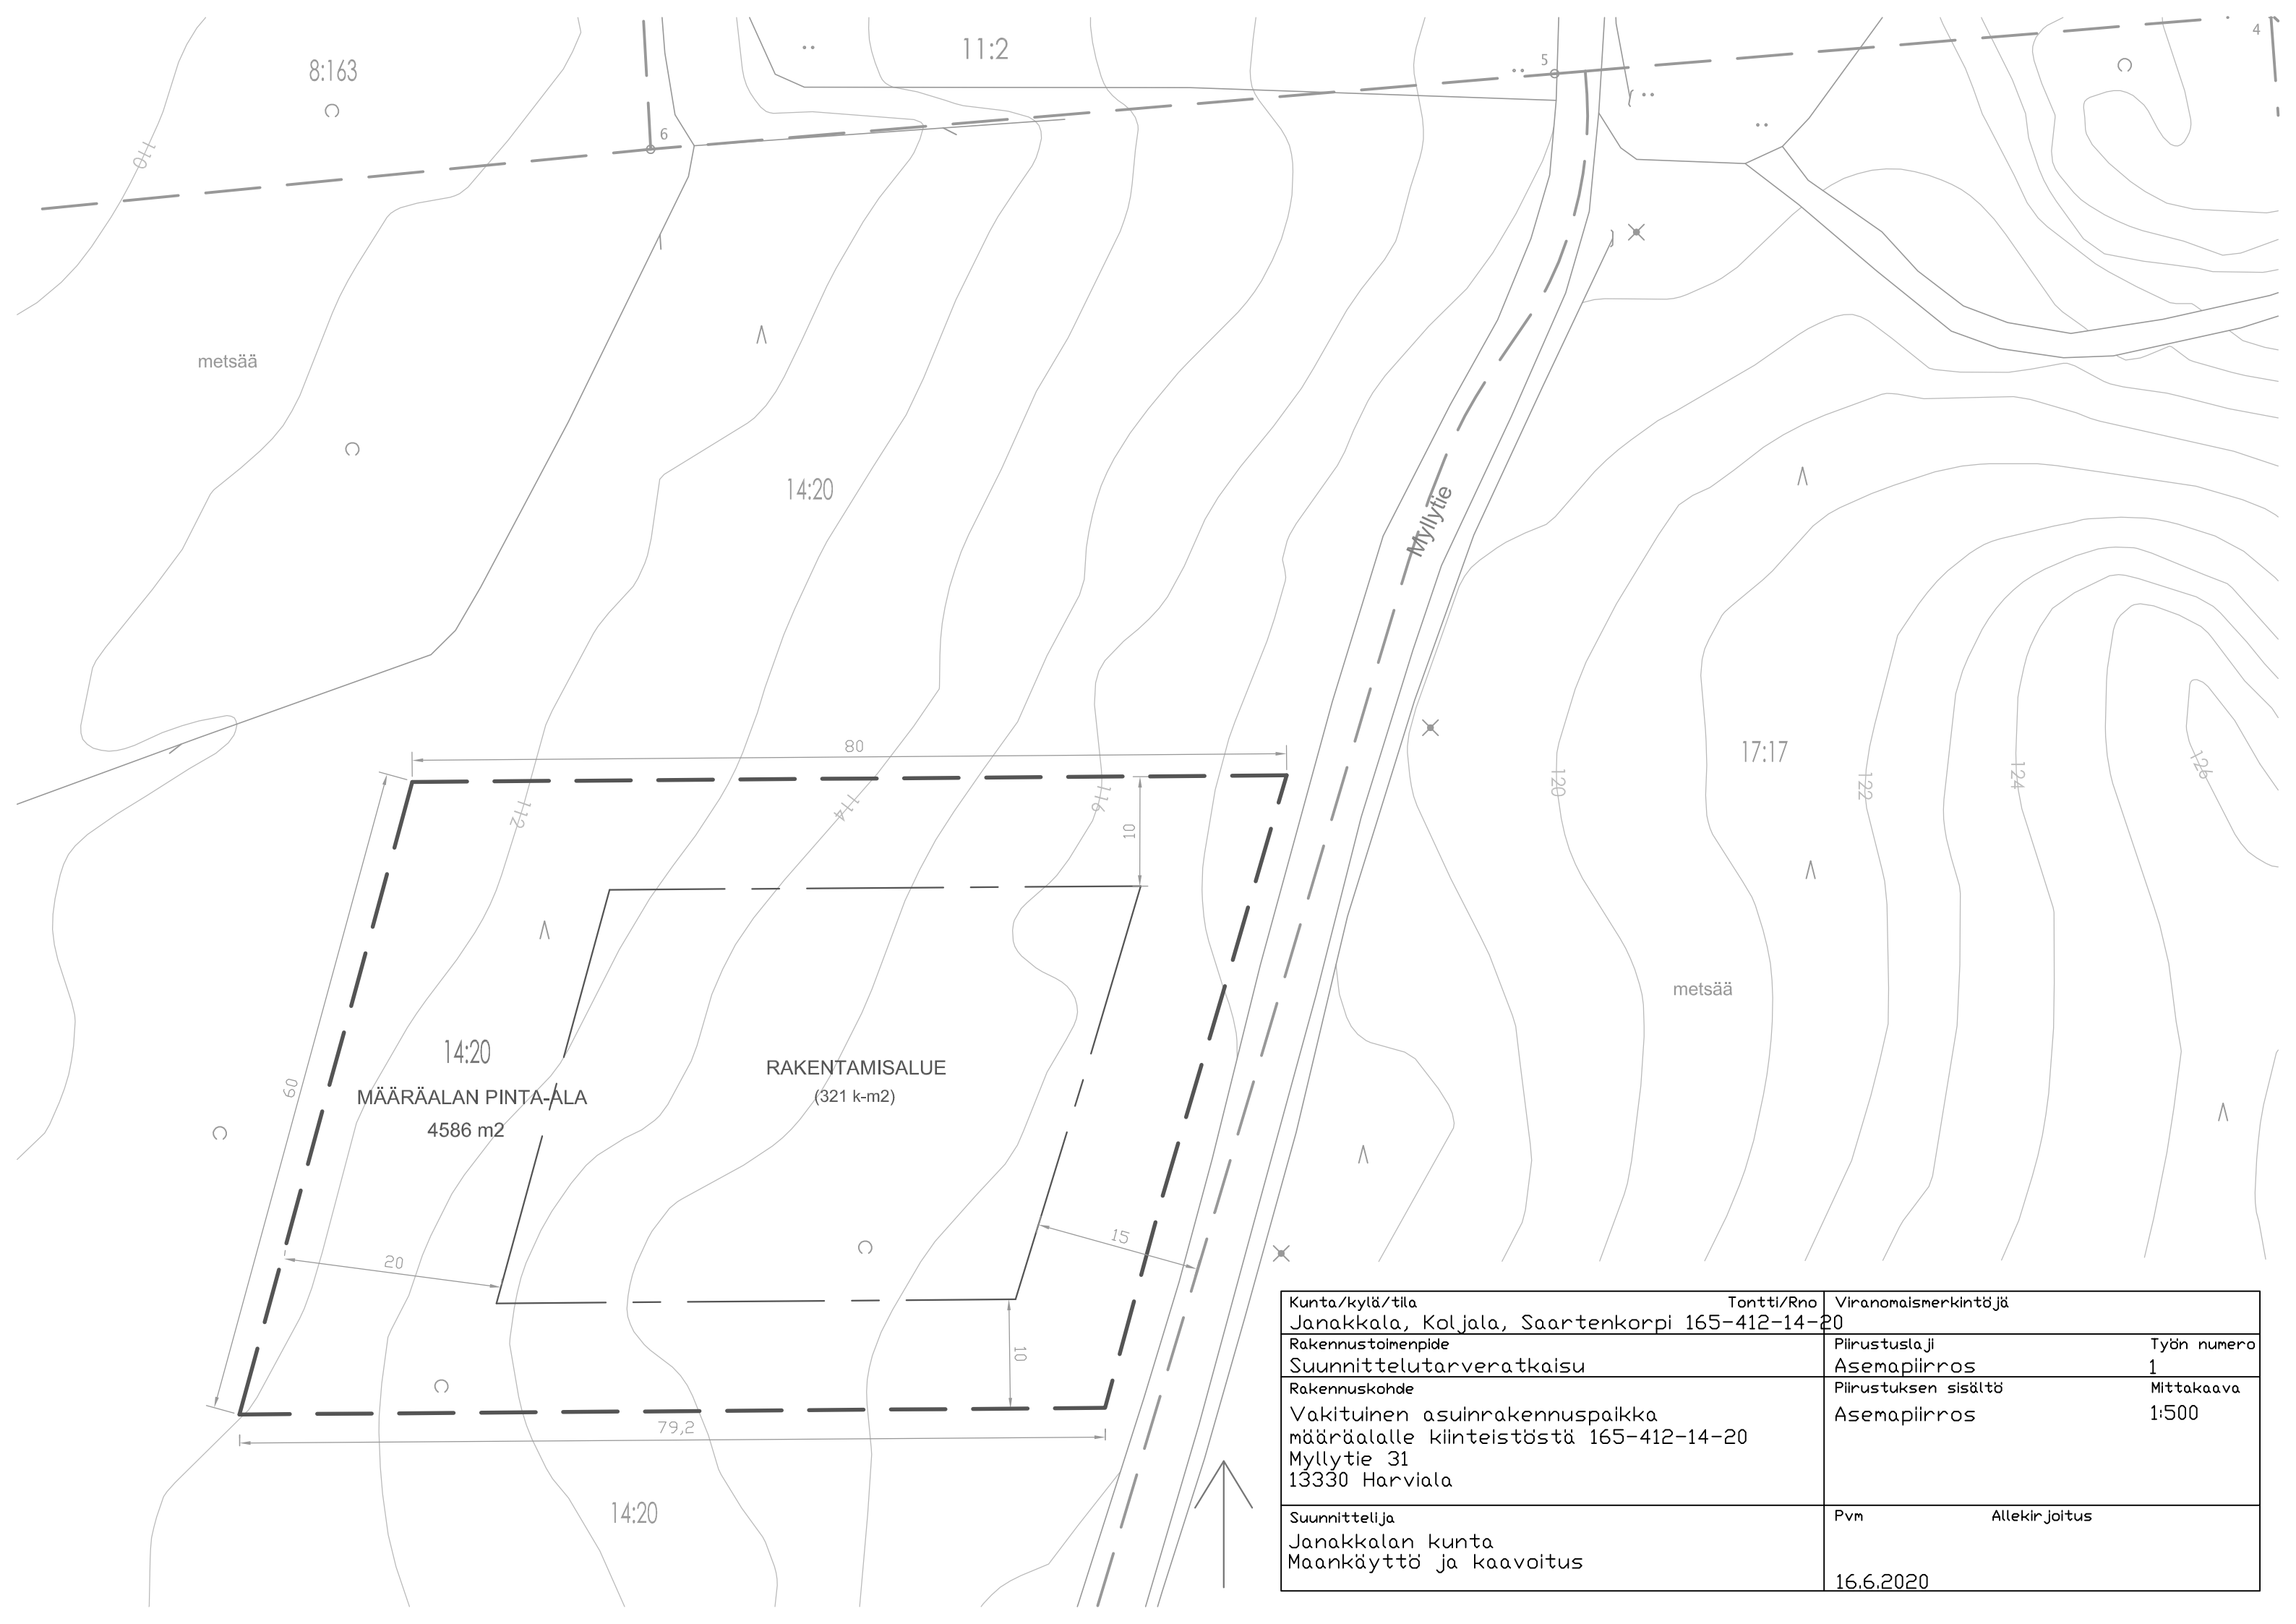 11:2
4
5
8:163
6
110
metsää
14:20
Myllytie
80
17:17
112
114
116
120
122
124
126
10
metsää
14:20
MÄÄRÄALAN PINTA-ALA
4586 m2
RAKENTAMISALUE
(321 k-m2)
60
20
15
10
79,2
14:20
Kunta/kylä/tila Tontti/Rno Viranomaismerkintöjä
Janakkala, Koljala, Saartenkorpi 165-412-14-20
Rakennustoimenpide Piirustuslaji Työn numero
Suunnittelutarveratkaisu Asemapiirros 1
Rakennuskohde Piirustuksen sisältö Mittakaava
Vakituinen asuinrakennuspaikka Asemapiirros 1:500
määräalalle kiinteistöstä 165-412-14-20
Myllytie 31
13330 Harviala
Suunnittelija Pvm Allekirjoitus
Janakkalan kunta
Maankäyttö ja kaavoitus
16.6.2020